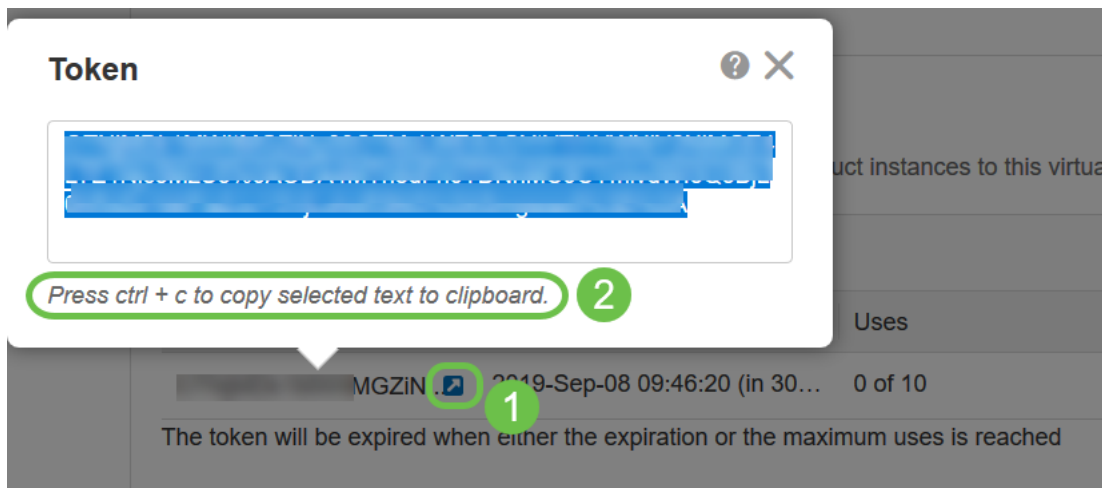 Token
uct instances to this virtua
Press ctrl + c to copy selected text to clipboard. 2
Uses
MGZiN... 2019-Sep-08 09:46:20 (in 30... 0 of 10
1
The token will be expired when either the expiration or the maximum uses is reached